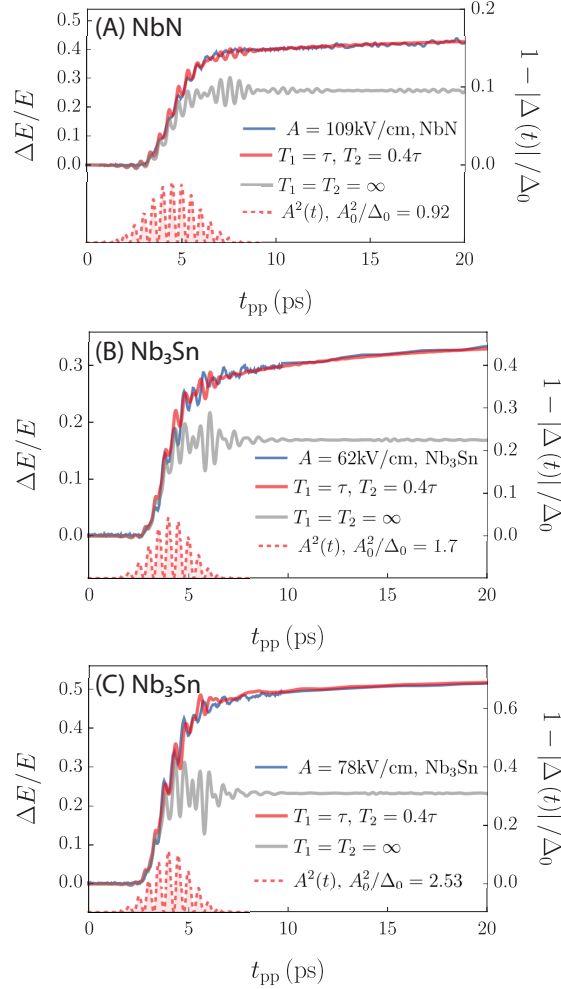 (A) NbN
ΔE/E
0.4
0.3
0.2
0.1
0.0
0.2
0.1
0.0
1 − |Δ(t)|/Δ₀
A = 109kV/cm, NbN
T₁ = τ, T₂ = 0.4τ
T₁ = T₂ = ∞
A²(t), A₀²/Δ₀ = 0.92
0 5 10 15 20
tₚₚ (ps)
(B) Nb₃Sn
ΔE/E
0.3
0.2
0.1
0.0
0.4
0.3
0.2
0.1
0.0
1 − |Δ(t)|/Δ₀
A = 62kV/cm, Nb₃Sn
T₁ = τ, T₂ = 0.4τ
T₁ = T₂ = ∞
A²(t), A₀²/Δ₀ = 1.7
0 5 10 15 20
tₚₚ (ps)
(C) Nb₃Sn
ΔE/E
0.5
0.4
0.3
0.2
0.1
0.0
0.6
0.4
0.2
0.0
1 − |Δ(t)|/Δ₀
A = 78kV/cm, Nb₃Sn
T₁ = τ, T₂ = 0.4τ
T₁ = T₂ = ∞
A²(t), A₀²/Δ₀ = 2.53
0 5 10 15 20
tₚₚ (ps)